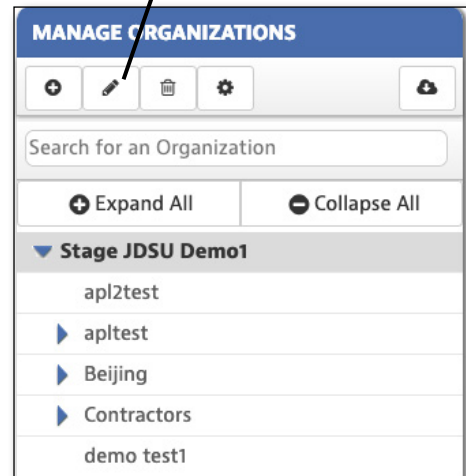 MANAGE ORGANIZATIONS
Search for an Organization
Expand All Collapse All
Stage JDSU Demo1
apl2test
apltest
Beijing
Contractors
demo test1